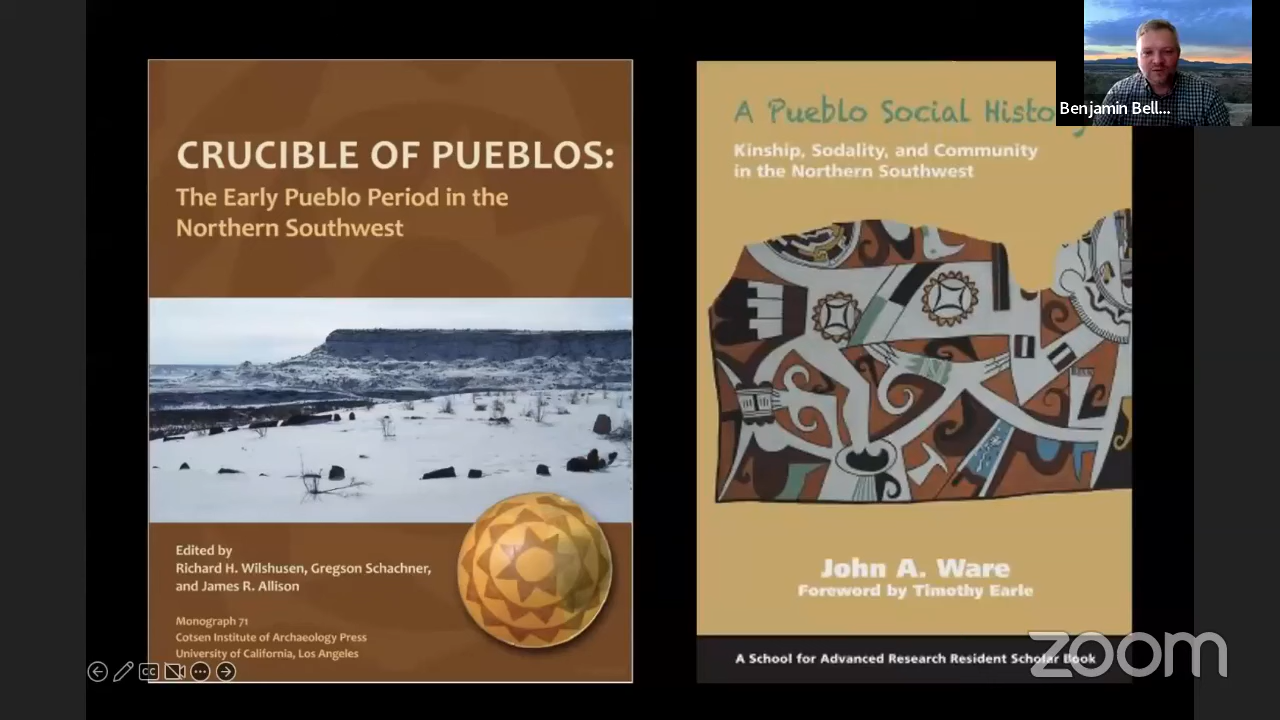 CRUCIBLE OF PUEBLOS:
The Early Pueblo Period in the
Northern Southwest
Edited by
Richard H. Wilshusen, Gregson Schachner,
and James R. Allison
Monograph 71
Cotsen Institute of Archaeology Press
University of California, Los Angeles
CC
A Pueblo Social History
Kinship, Sodality, and Community
in the Northern Southwest
John A. Ware
Foreword by Timothy Earle
A School for Advanced Research Resident Scholar Book
Benjamin Bell...
zoom